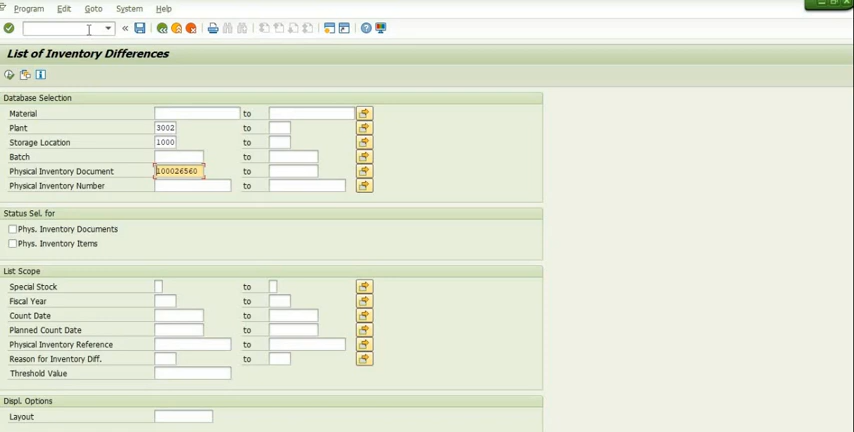 Program Edit Goto System Help
List of Inventory Differences
Database Selection
Material to
Plant 3002 to
Storage Location 1000 to
Batch to
Physical Inventory Document 100026560 to
Physical Inventory Number to
Status Sel. for
Phys. Inventory Documents
Phys. Inventory Items
List Scope
Special Stock to
Fiscal Year to
Count Date to
Planned Count Date to
Physical Inventory Reference to
Reason for Inventory Diff. to
Threshold Value
Displ. Options
Layout